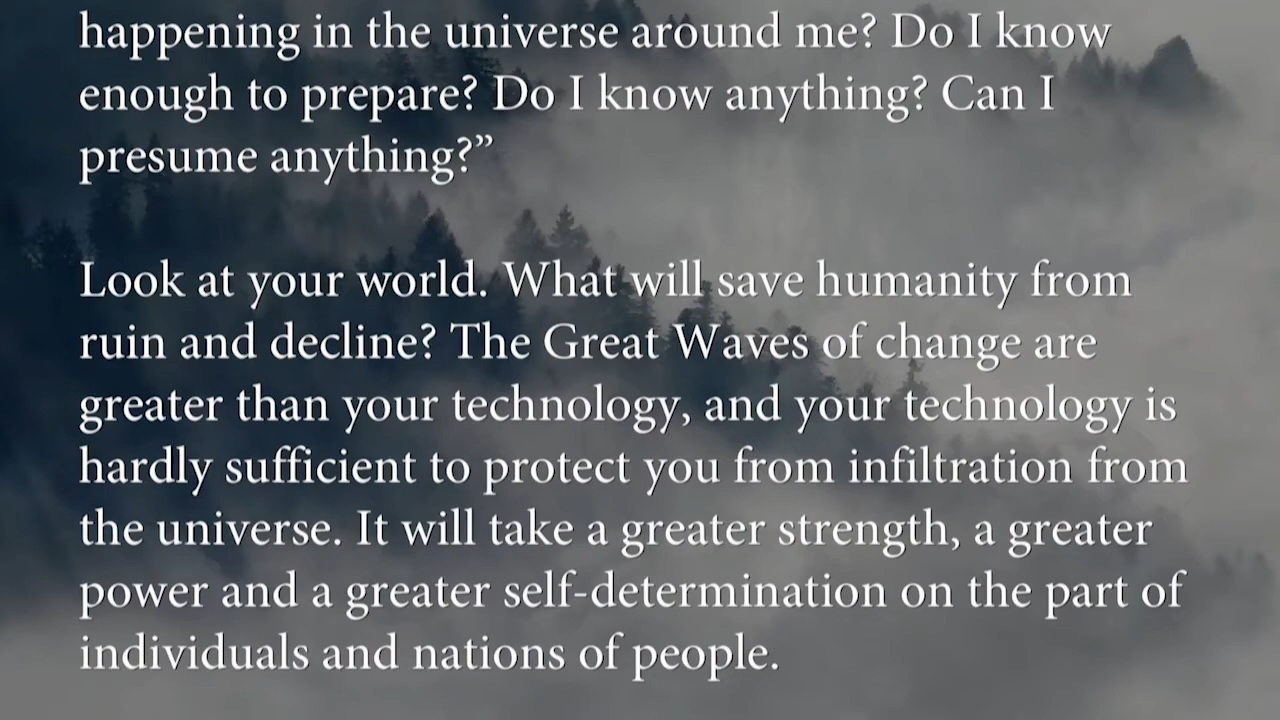 happening in the universe around me? Do I know
enough to prepare? Do I know anything? Can I
presume anything?”
Look at your world. What will save humanity from
ruin and decline? The Great Waves of change are
greater than your technology, and your technology is
hardly sufficient to protect you from infiltration from
the universe. It will take a greater strength, a greater
power and a greater self-determination on the part of
individuals and nations of people.